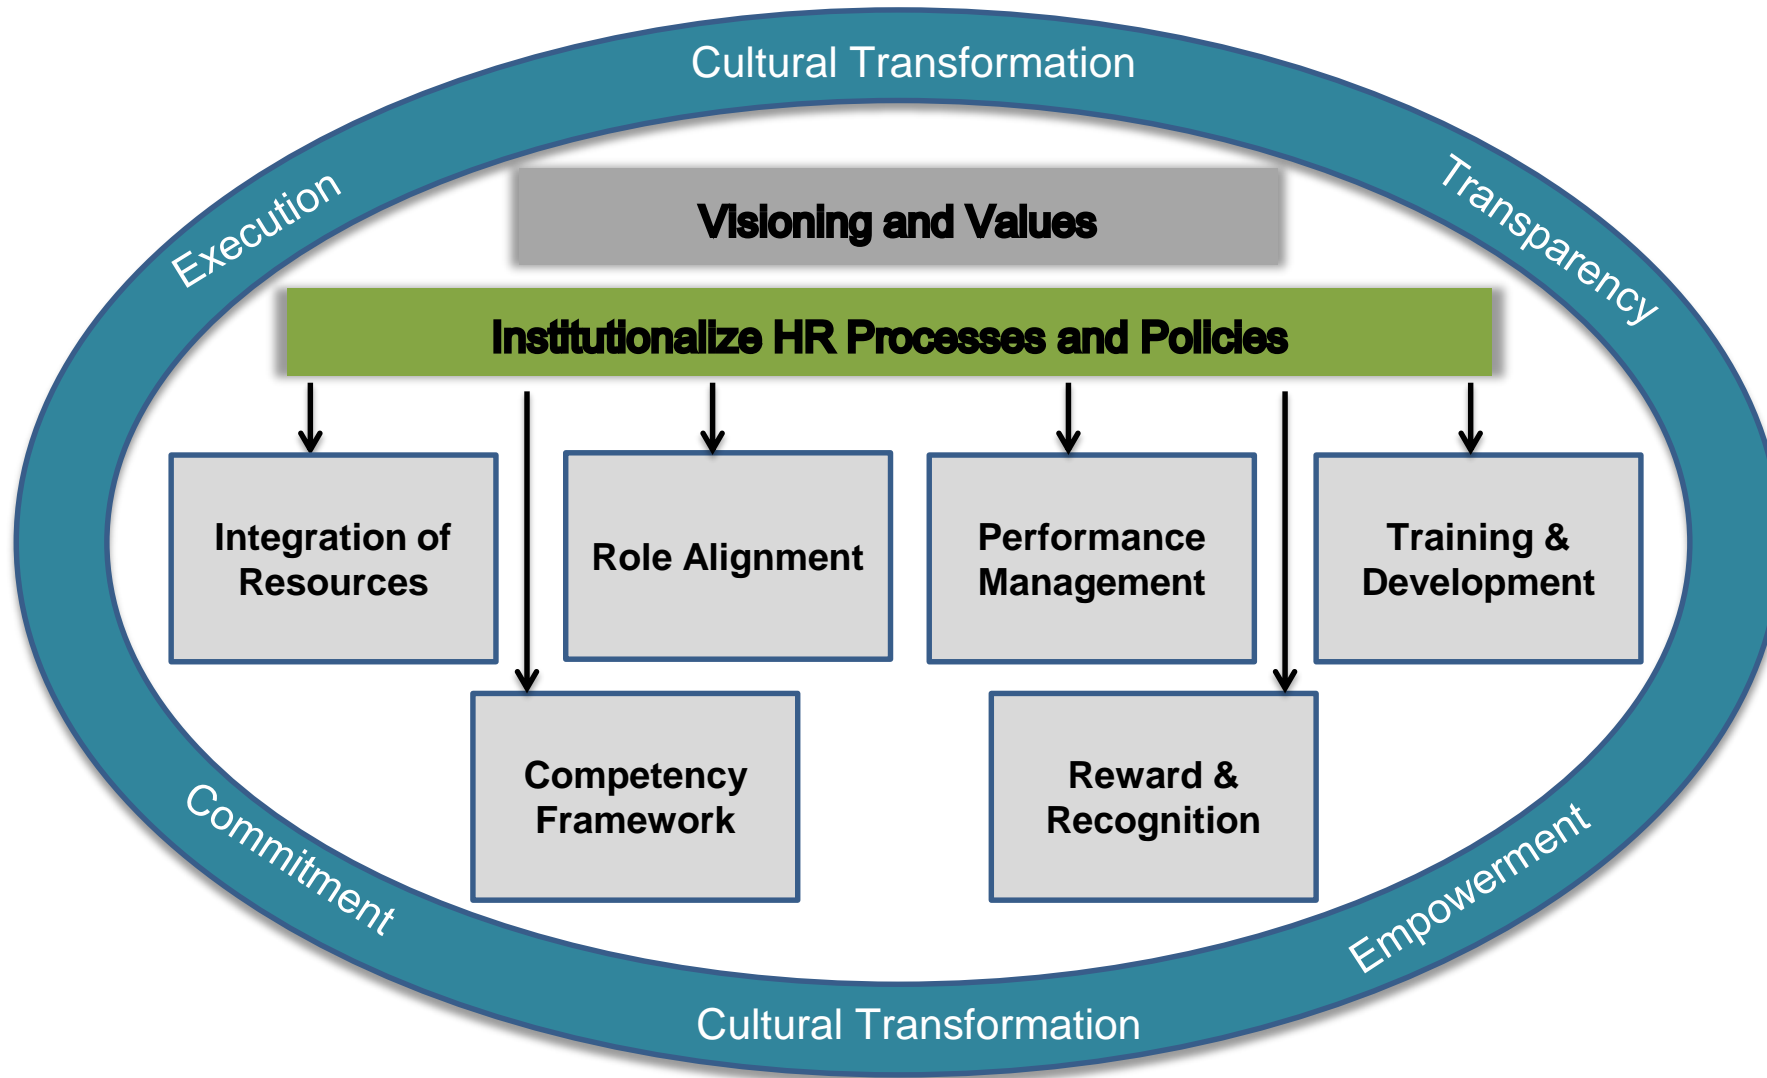 Cultural Transformation
Execution
Transparency
Visioning and Values
Institutionalize HR Processes and Policies
Integration of
Resources
Role Alignment
Performance
Management
Training &
Development
Competency
Framework
Reward &
Recognition
Commitment
Empowerment
Cultural Transformation